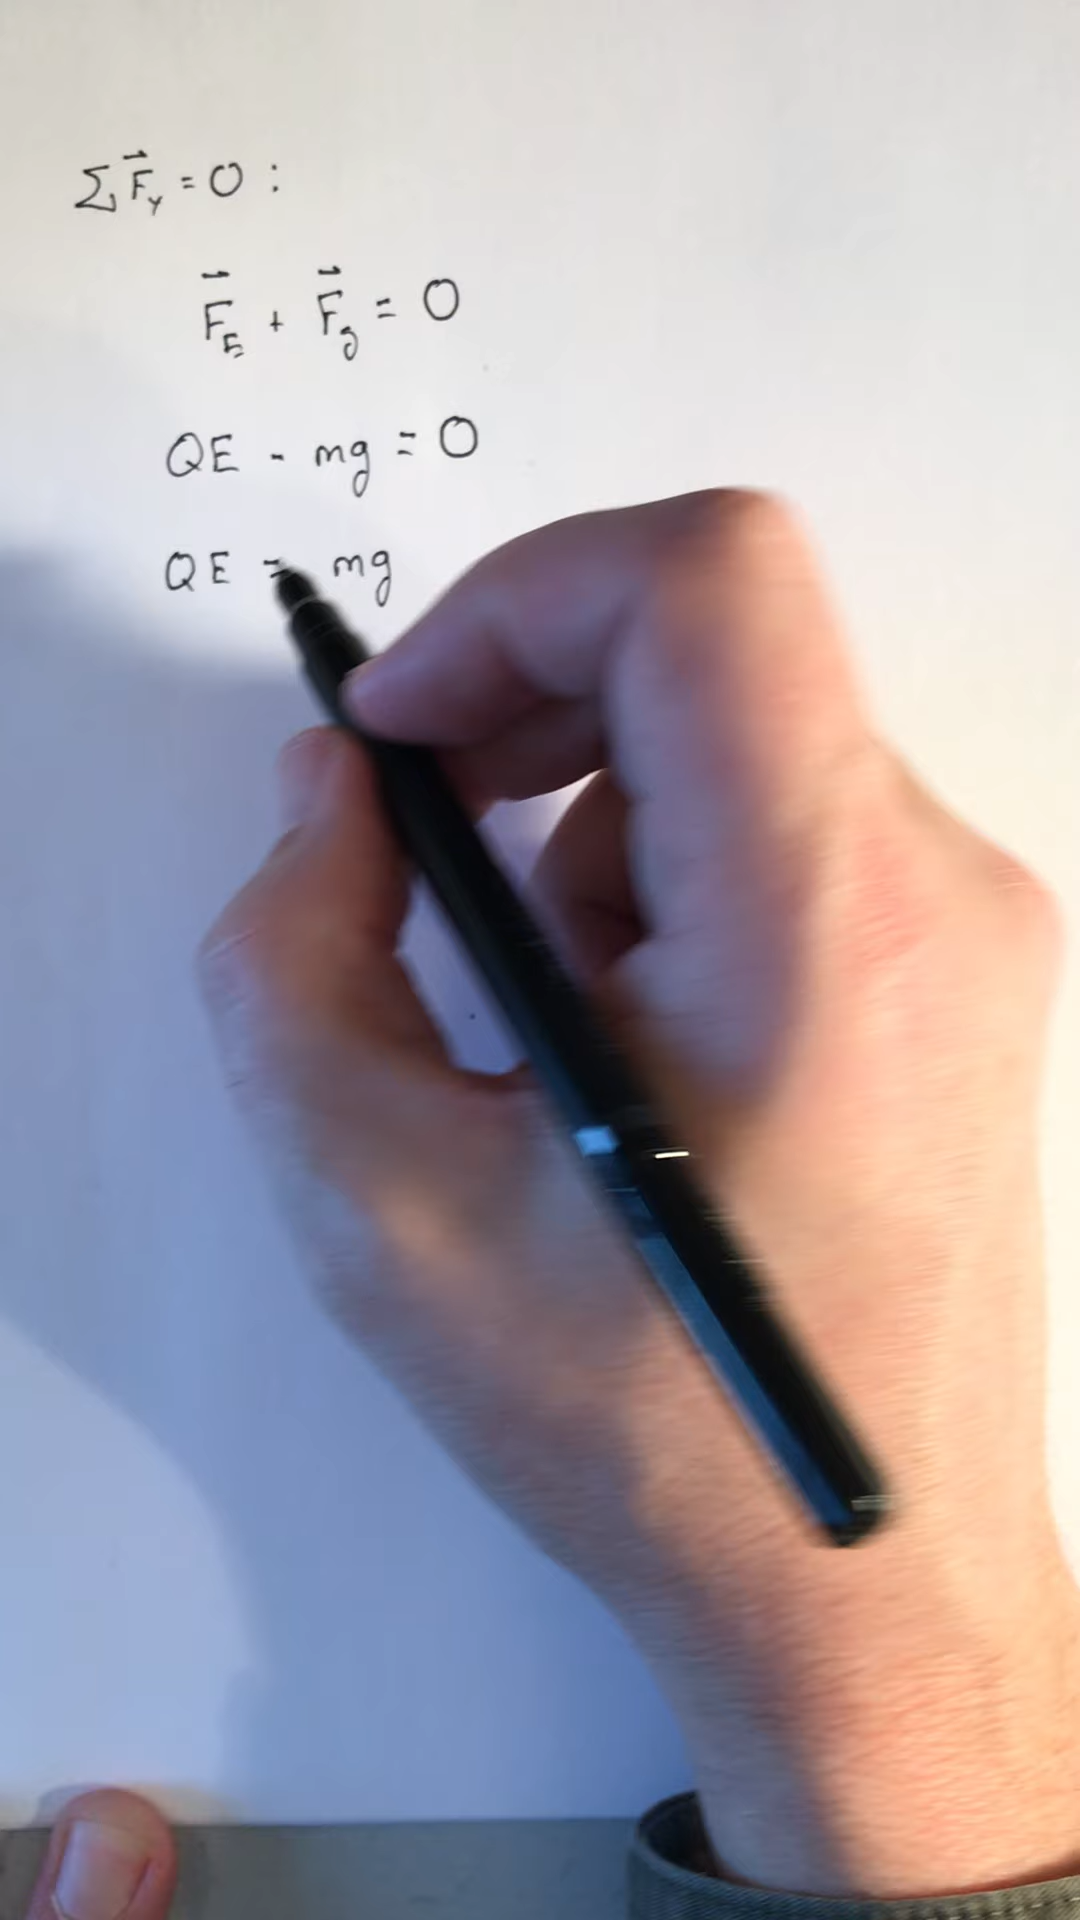 ΣF⃗y = 0 :
F⃗E + F⃗g = 0
QE - mg = 0
QE = mg